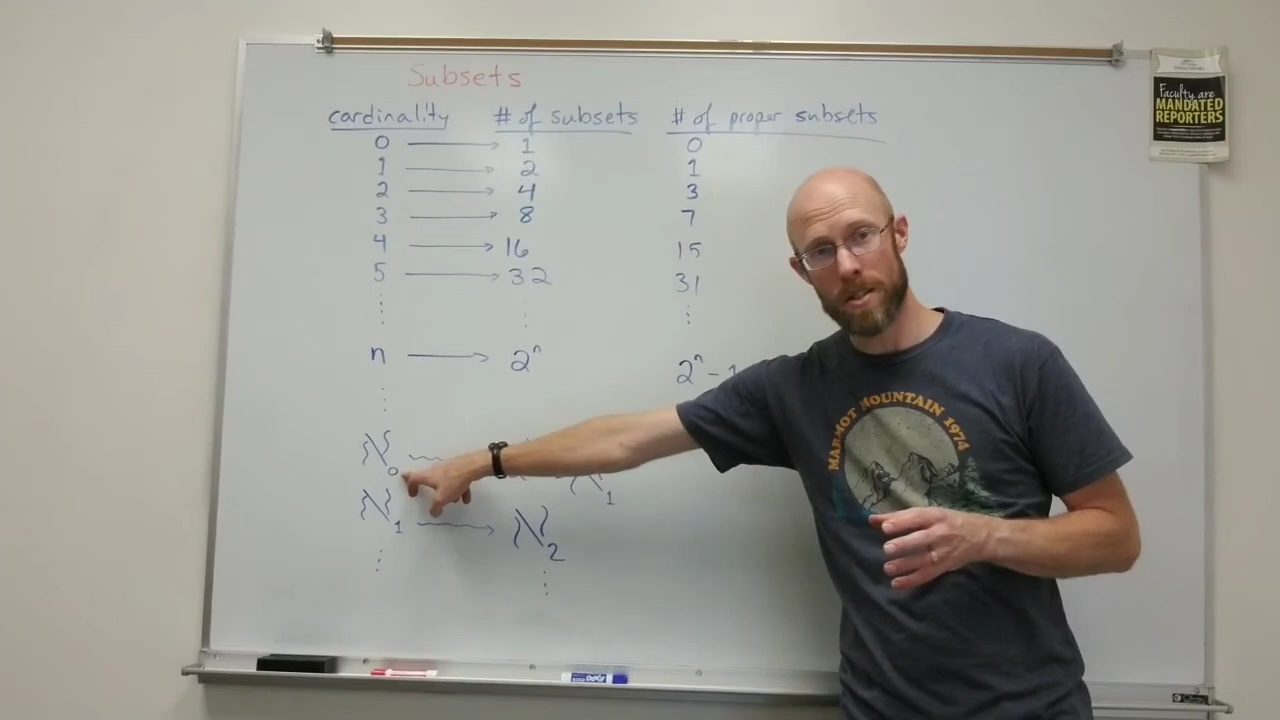 Subsets
cardinality # of subsets # of proper subsets
0 → 1 0
1 → 2 1
2 → 4 3
3 → 8 7
4 → 16 15
5 → 32 31
⋮ ⋮ ⋮
n → 2ⁿ 2ⁿ - 1
⋮
ℵ₀ ℵ₁
ℵ₁ → ℵ₂
⋮ ⋮
Faculty are
MANDATED
REPORTERS
MARMOT MOUNTAIN 1974
EXPO